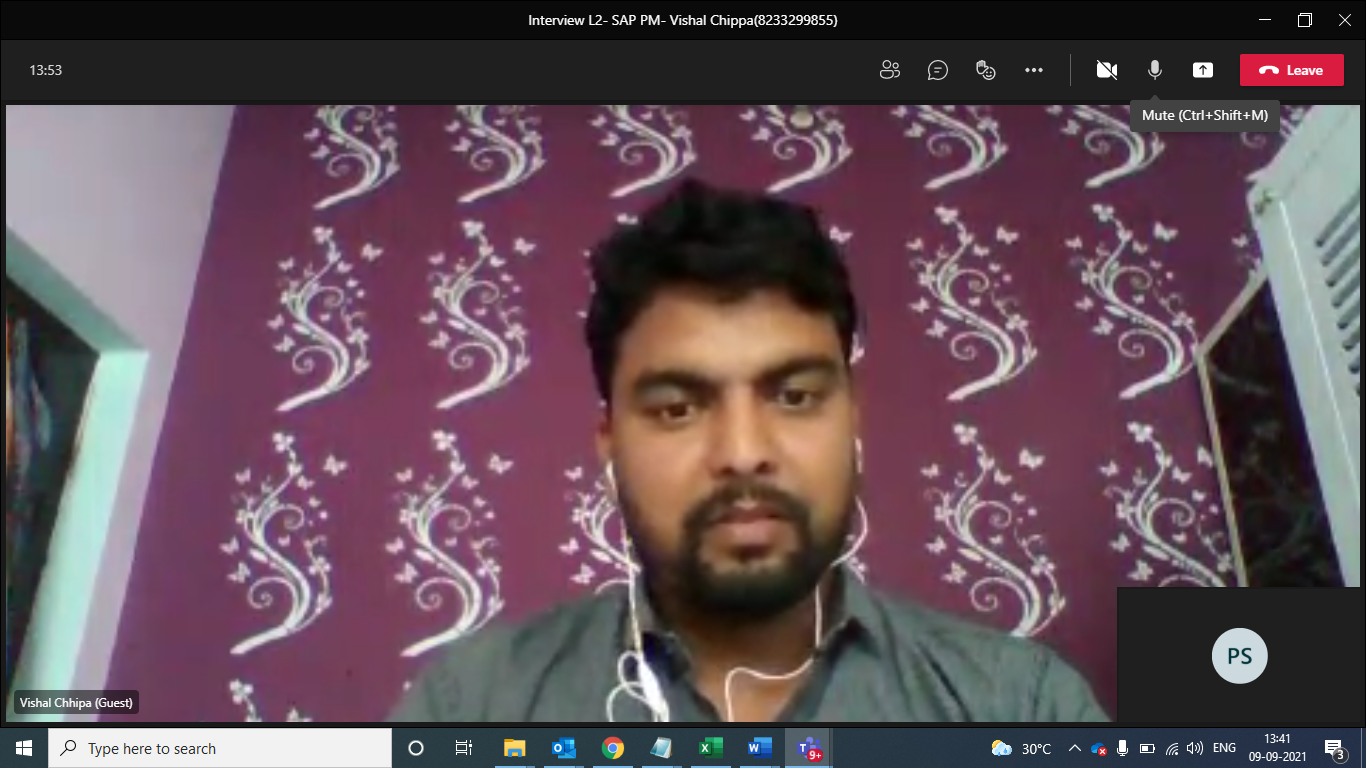 Interview L2- SAP PM- Vishal Chippa(8233299855)
13:53
Leave
Mute (Ctrl+Shift+M)
PS
Vishal Chhipa (Guest)
Type here to search
9+
30°C
ENG
13:41
09-09-2021
3